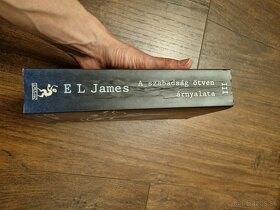 E L James
A szabadság ötven
árnyalata
III